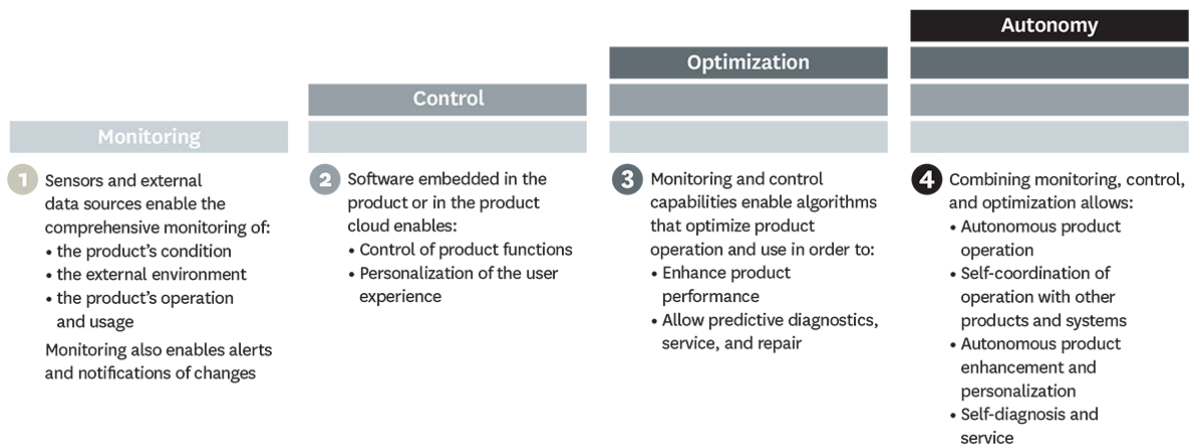 Monitoring
1 Sensors and external
data sources enable the
comprehensive monitoring of:
• the product’s condition
• the external environment
• the product’s operation
and usage
Monitoring also enables alerts
and notifications of changes
Control
2 Software embedded in the
product or in the product
cloud enables:
• Control of product functions
• Personalization of the user
experience
Optimization
3 Monitoring and control
capabilities enable algorithms
that optimize product
operation and use in order to:
• Enhance product
performance
• Allow predictive diagnostics,
service, and repair
Autonomy
4 Combining monitoring, control,
and optimization allows:
• Autonomous product
operation
• Self-coordination of
operation with other
products and systems
• Autonomous product
enhancement and
personalization
• Self-diagnosis and
service